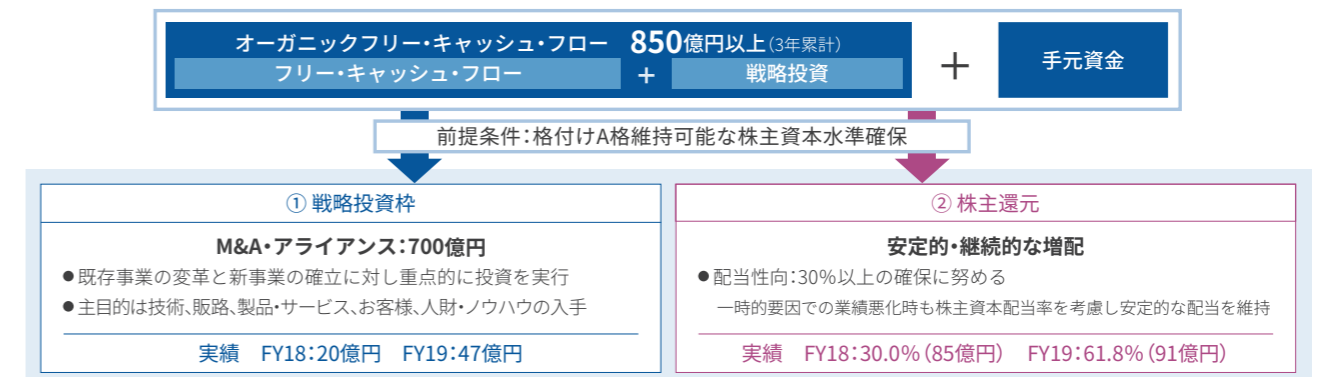 オーガニックフリー・キャッシュ・フロー 850億円以上(3年累計)
フリー・キャッシュ・フロー + 戦略投資
+
手元資金
前提条件：格付けA格維持可能な株主資本水準確保
① 戦略投資枠
M&A・アライアンス：700億円
●既存事業の変革と新事業の確立に対し重点的に投資を実行
●主目的は技術、販路、製品・サービス、お客様、人財・ノウハウの入手
実績 FY18：20億円 FY19：47億円
② 株主還元
安定的・継続的な増配
●配当性向：30％以上の確保に努める
一時的要因での業績悪化時も株主資本配当率を考慮し安定的な配当を維持
実績 FY18：30.0％（85億円） FY19：61.8％（91億円）